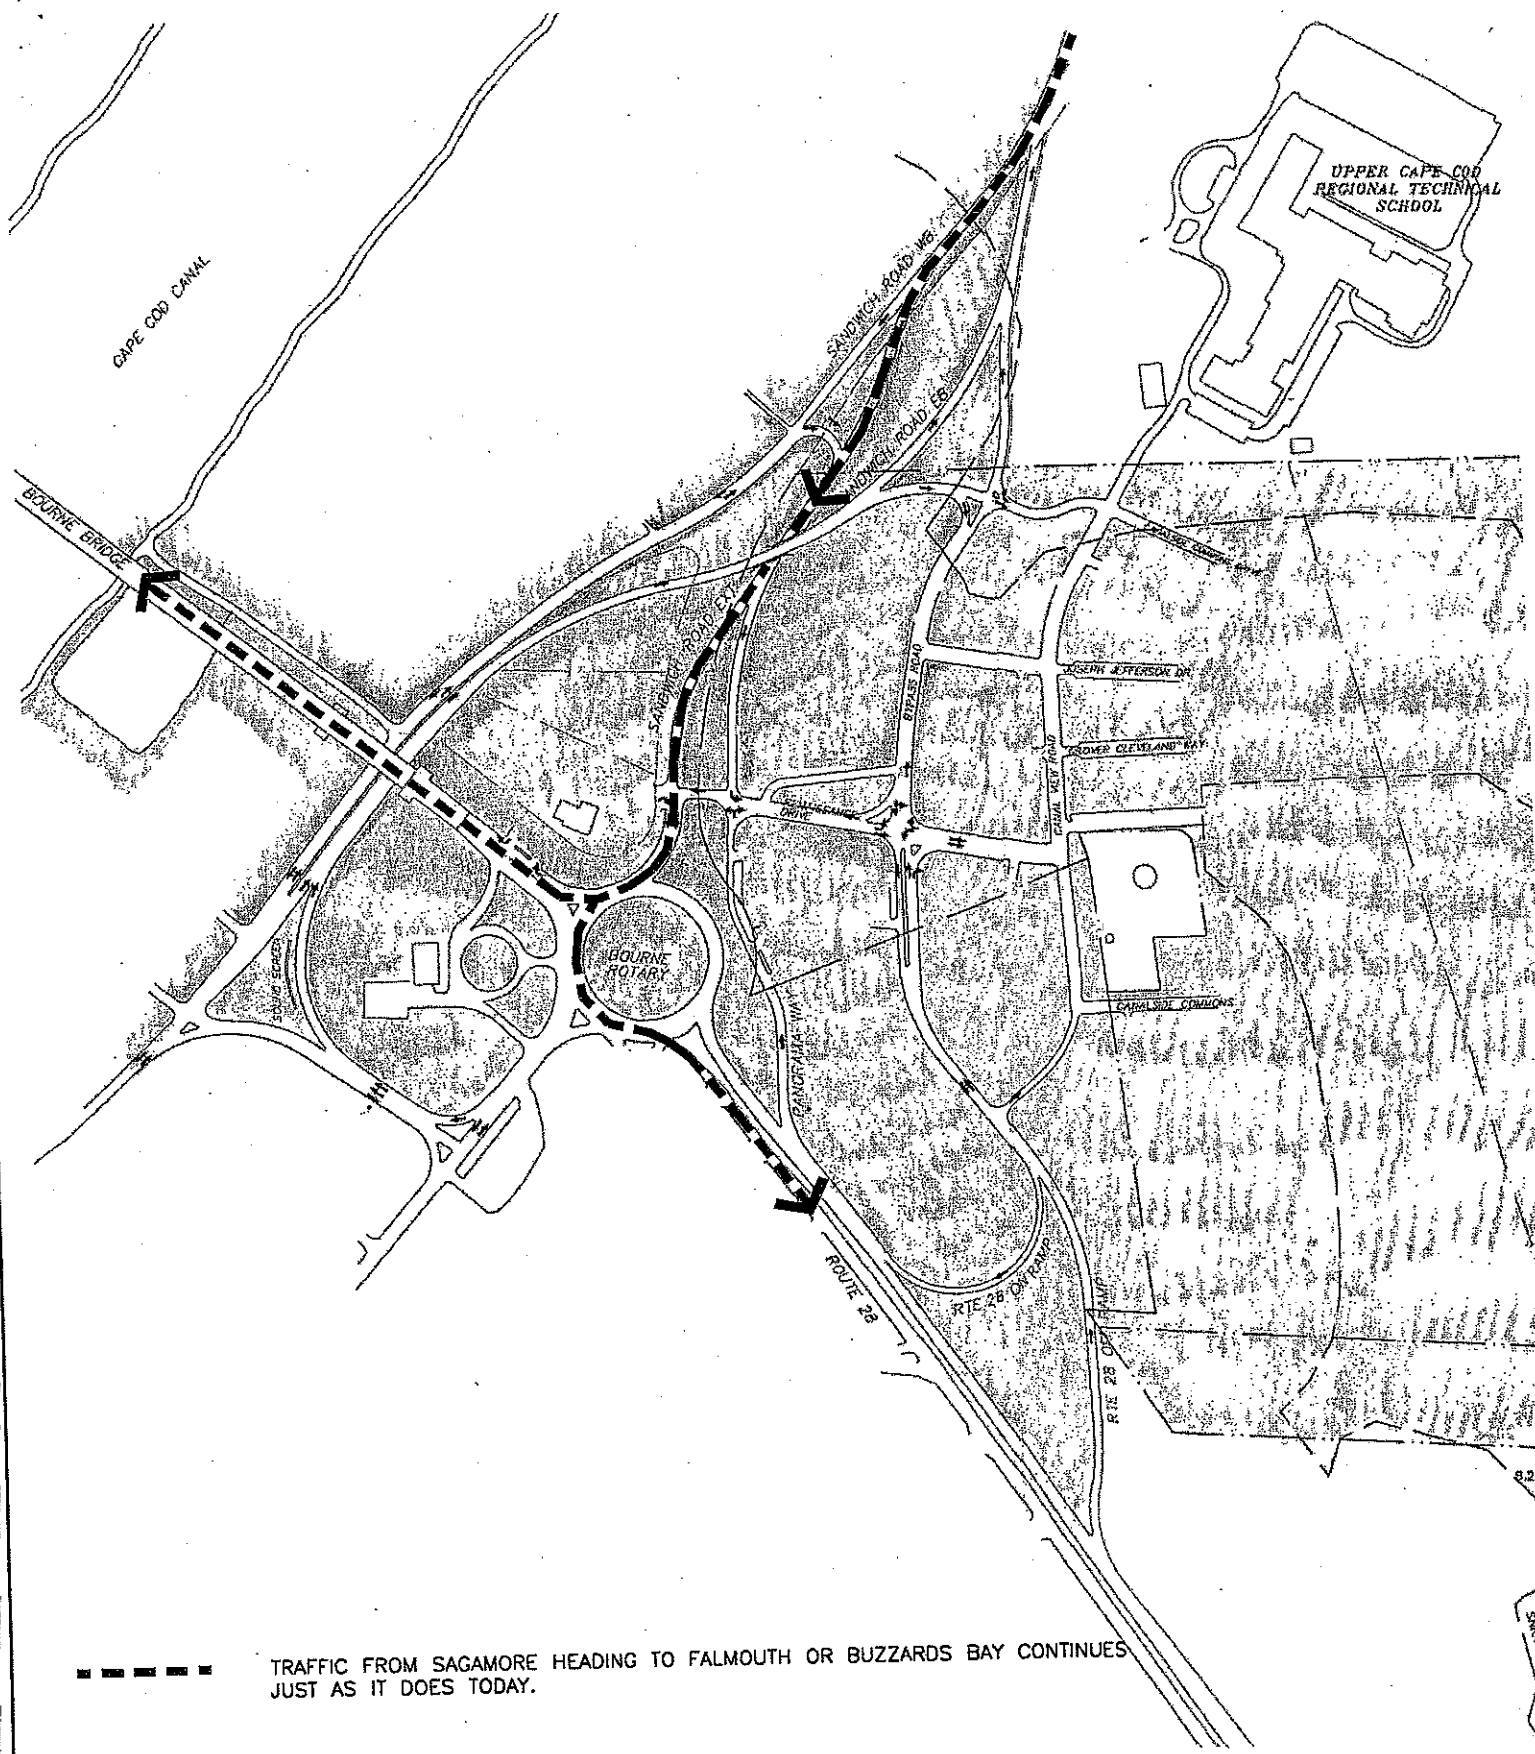 UPPER CAPE COD
REGIONAL TECHNICAL
SCHOOL
CAPE COD CANAL
SANDWICH ROAD WB
SANDWICH ROAD EB
BOURNE BRIDGE
SANDWICH ROAD EXT.
BYPASS ROAD
JOSEPH JEFFERSON DR
GROVER CLEVELAND WAY
CANAL VIEW ROAD
DRIVE
BOURNE
ROTARY
CANALSIDE COMMONS
PANORAMA WAY
ROUTE 28
RTE 28 ON RAMP
RTE 28 OFF RAMP
TRAFFIC FROM SAGAMORE HEADING TO FALMOUTH OR BUZZARDS BAY CONTINUES
JUST AS IT DOES TODAY.